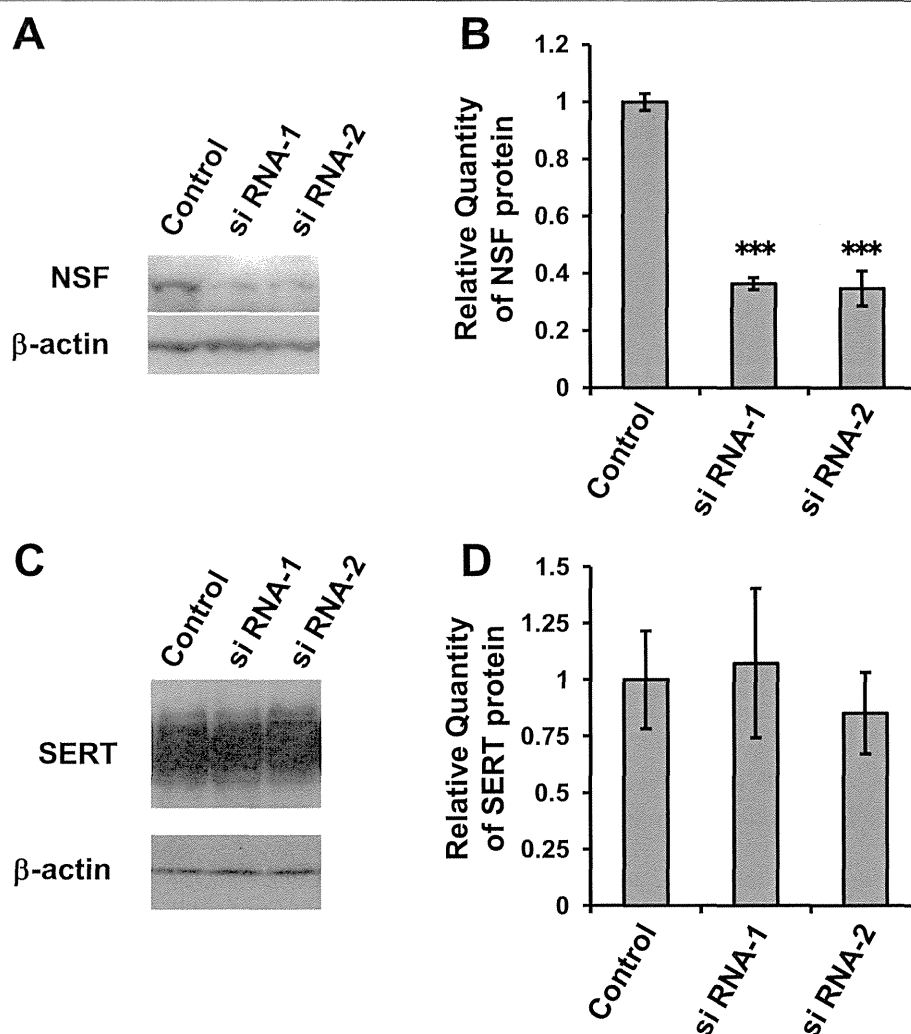 A
Control
si RNA-1
si RNA-2
NSF
β-actin
B
Relative Quantity
of NSF protein
1.2
1
0.8
0.6
0.4
0.2
0
***
***
Control
si RNA-1
si RNA-2
C
Control
si RNA-1
si RNA-2
SERT
β-actin
D
Relative Quantity
of SERT protein
1.5
1.25
1
0.75
0.5
0.25
0
Control
si RNA-1
si RNA-2